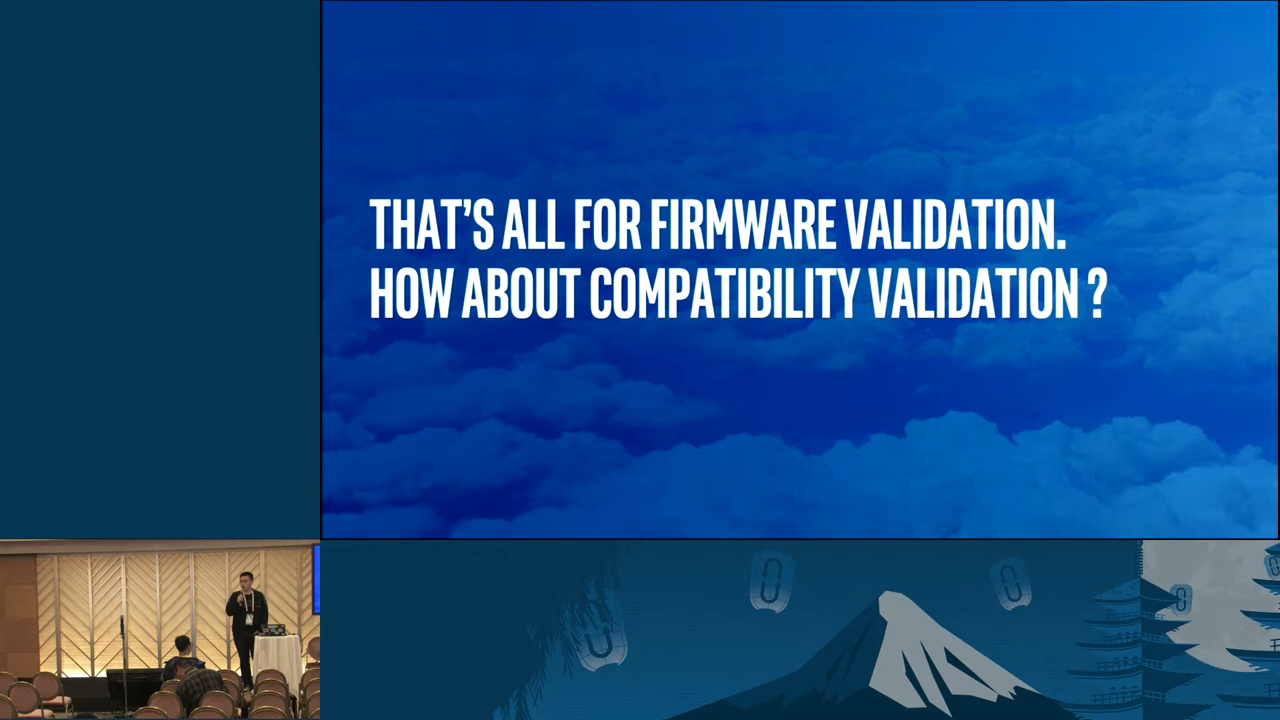 THAT'S ALL FOR FIRMWARE VALIDATION.
HOW ABOUT COMPATIBILITY VALIDATION ?